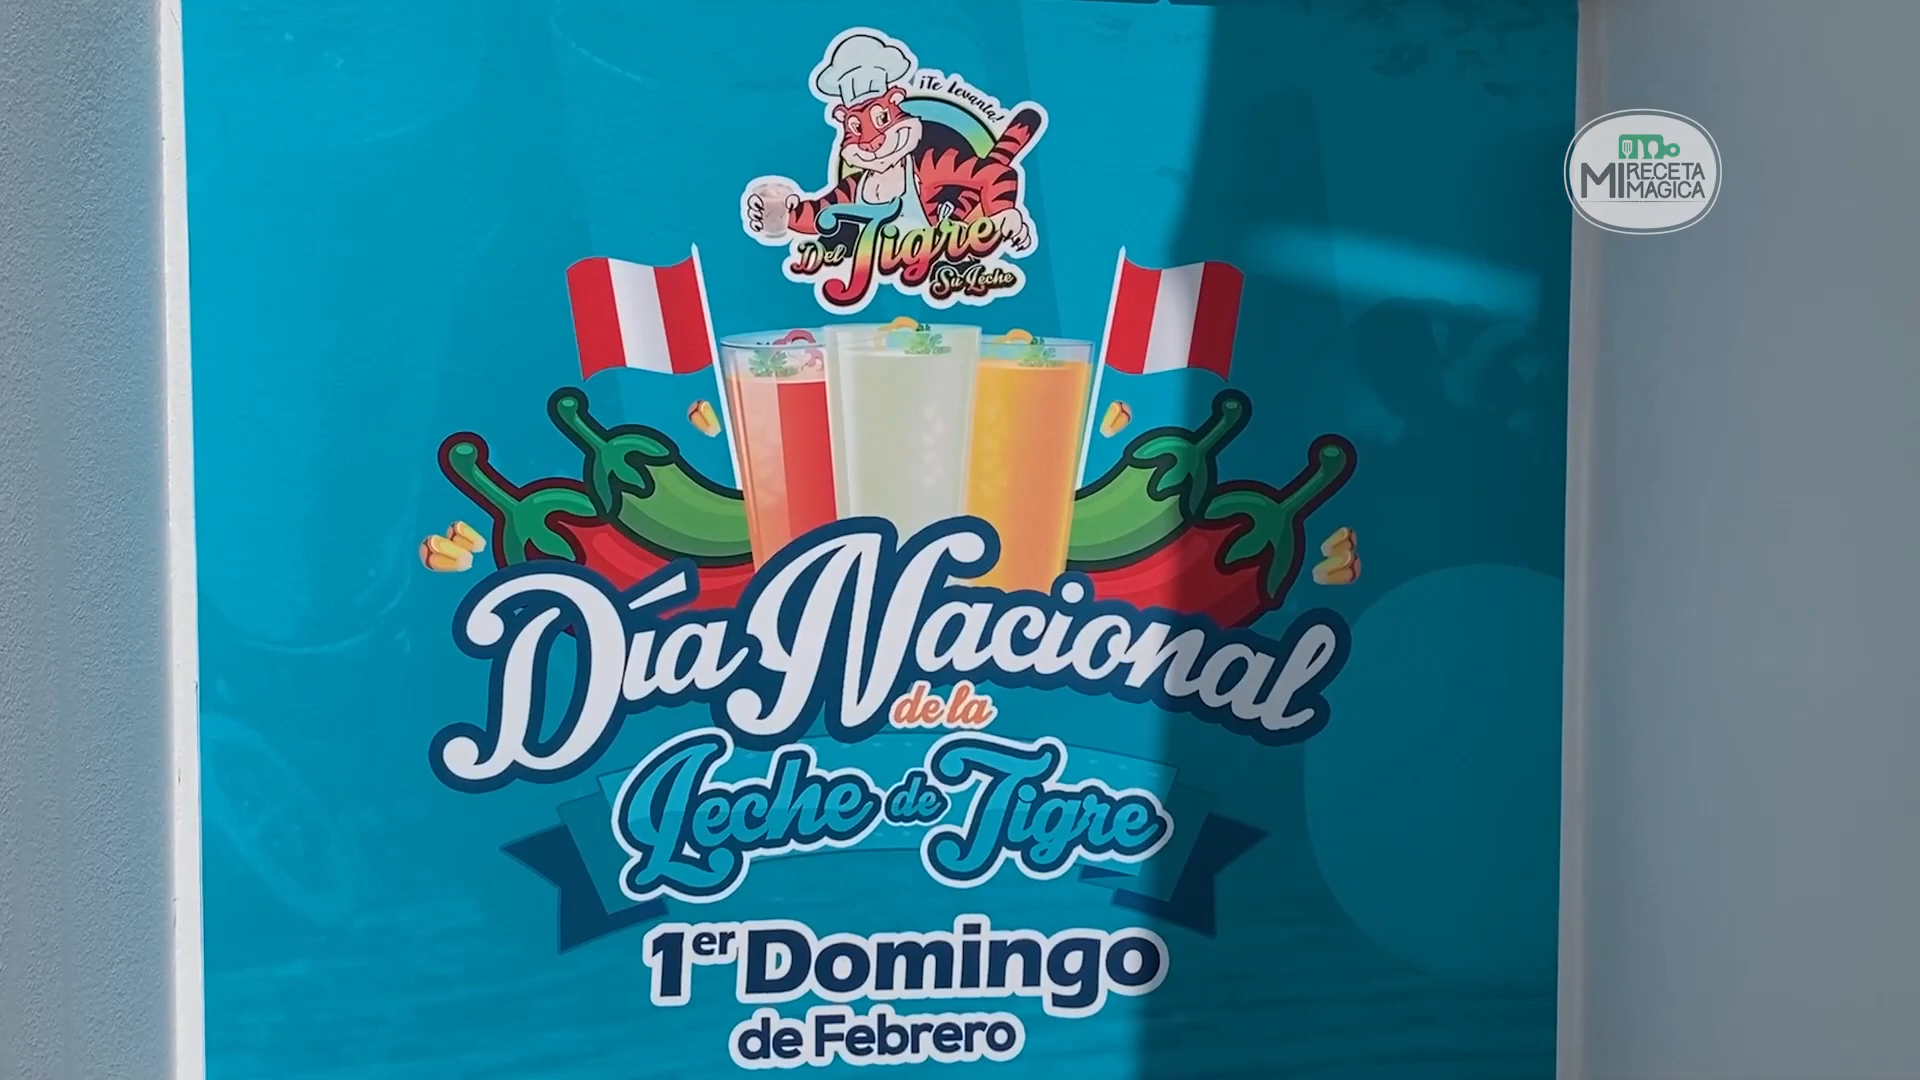 ¡Te Levanta!
Del Tigre
Su Leche
MI RECETA
MAGICA
Día Nacional
de la
Leche de Tigre
1er Domingo
de Febrero